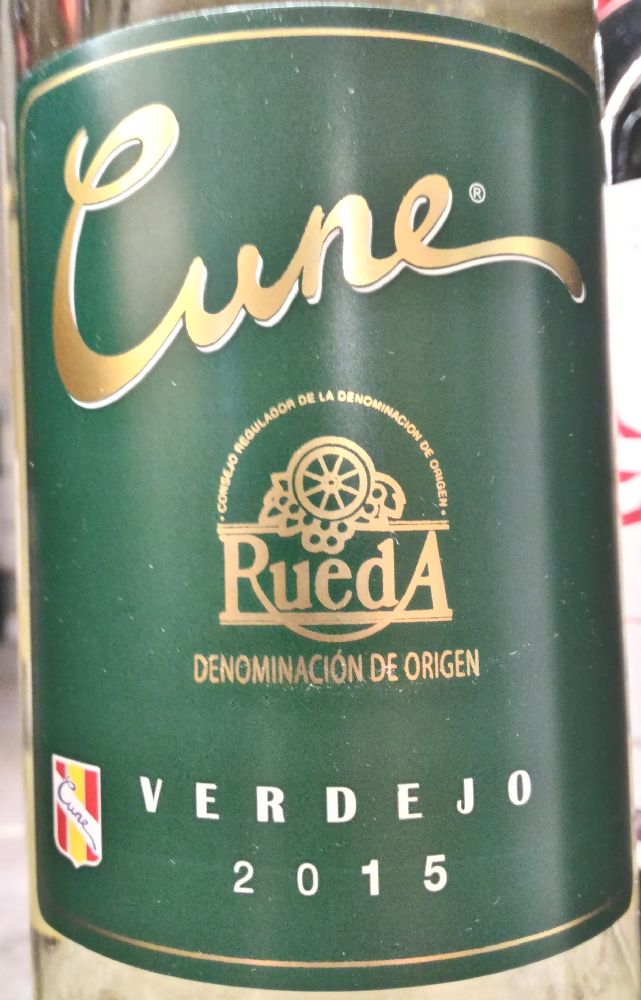 Cune®
· CONSEJO REGULADOR DE LA DENOMINACION DE ORIGEN ·
RuedA
DENOMINACIÓN DE ORIGEN
Cune
VERDEJO
2015